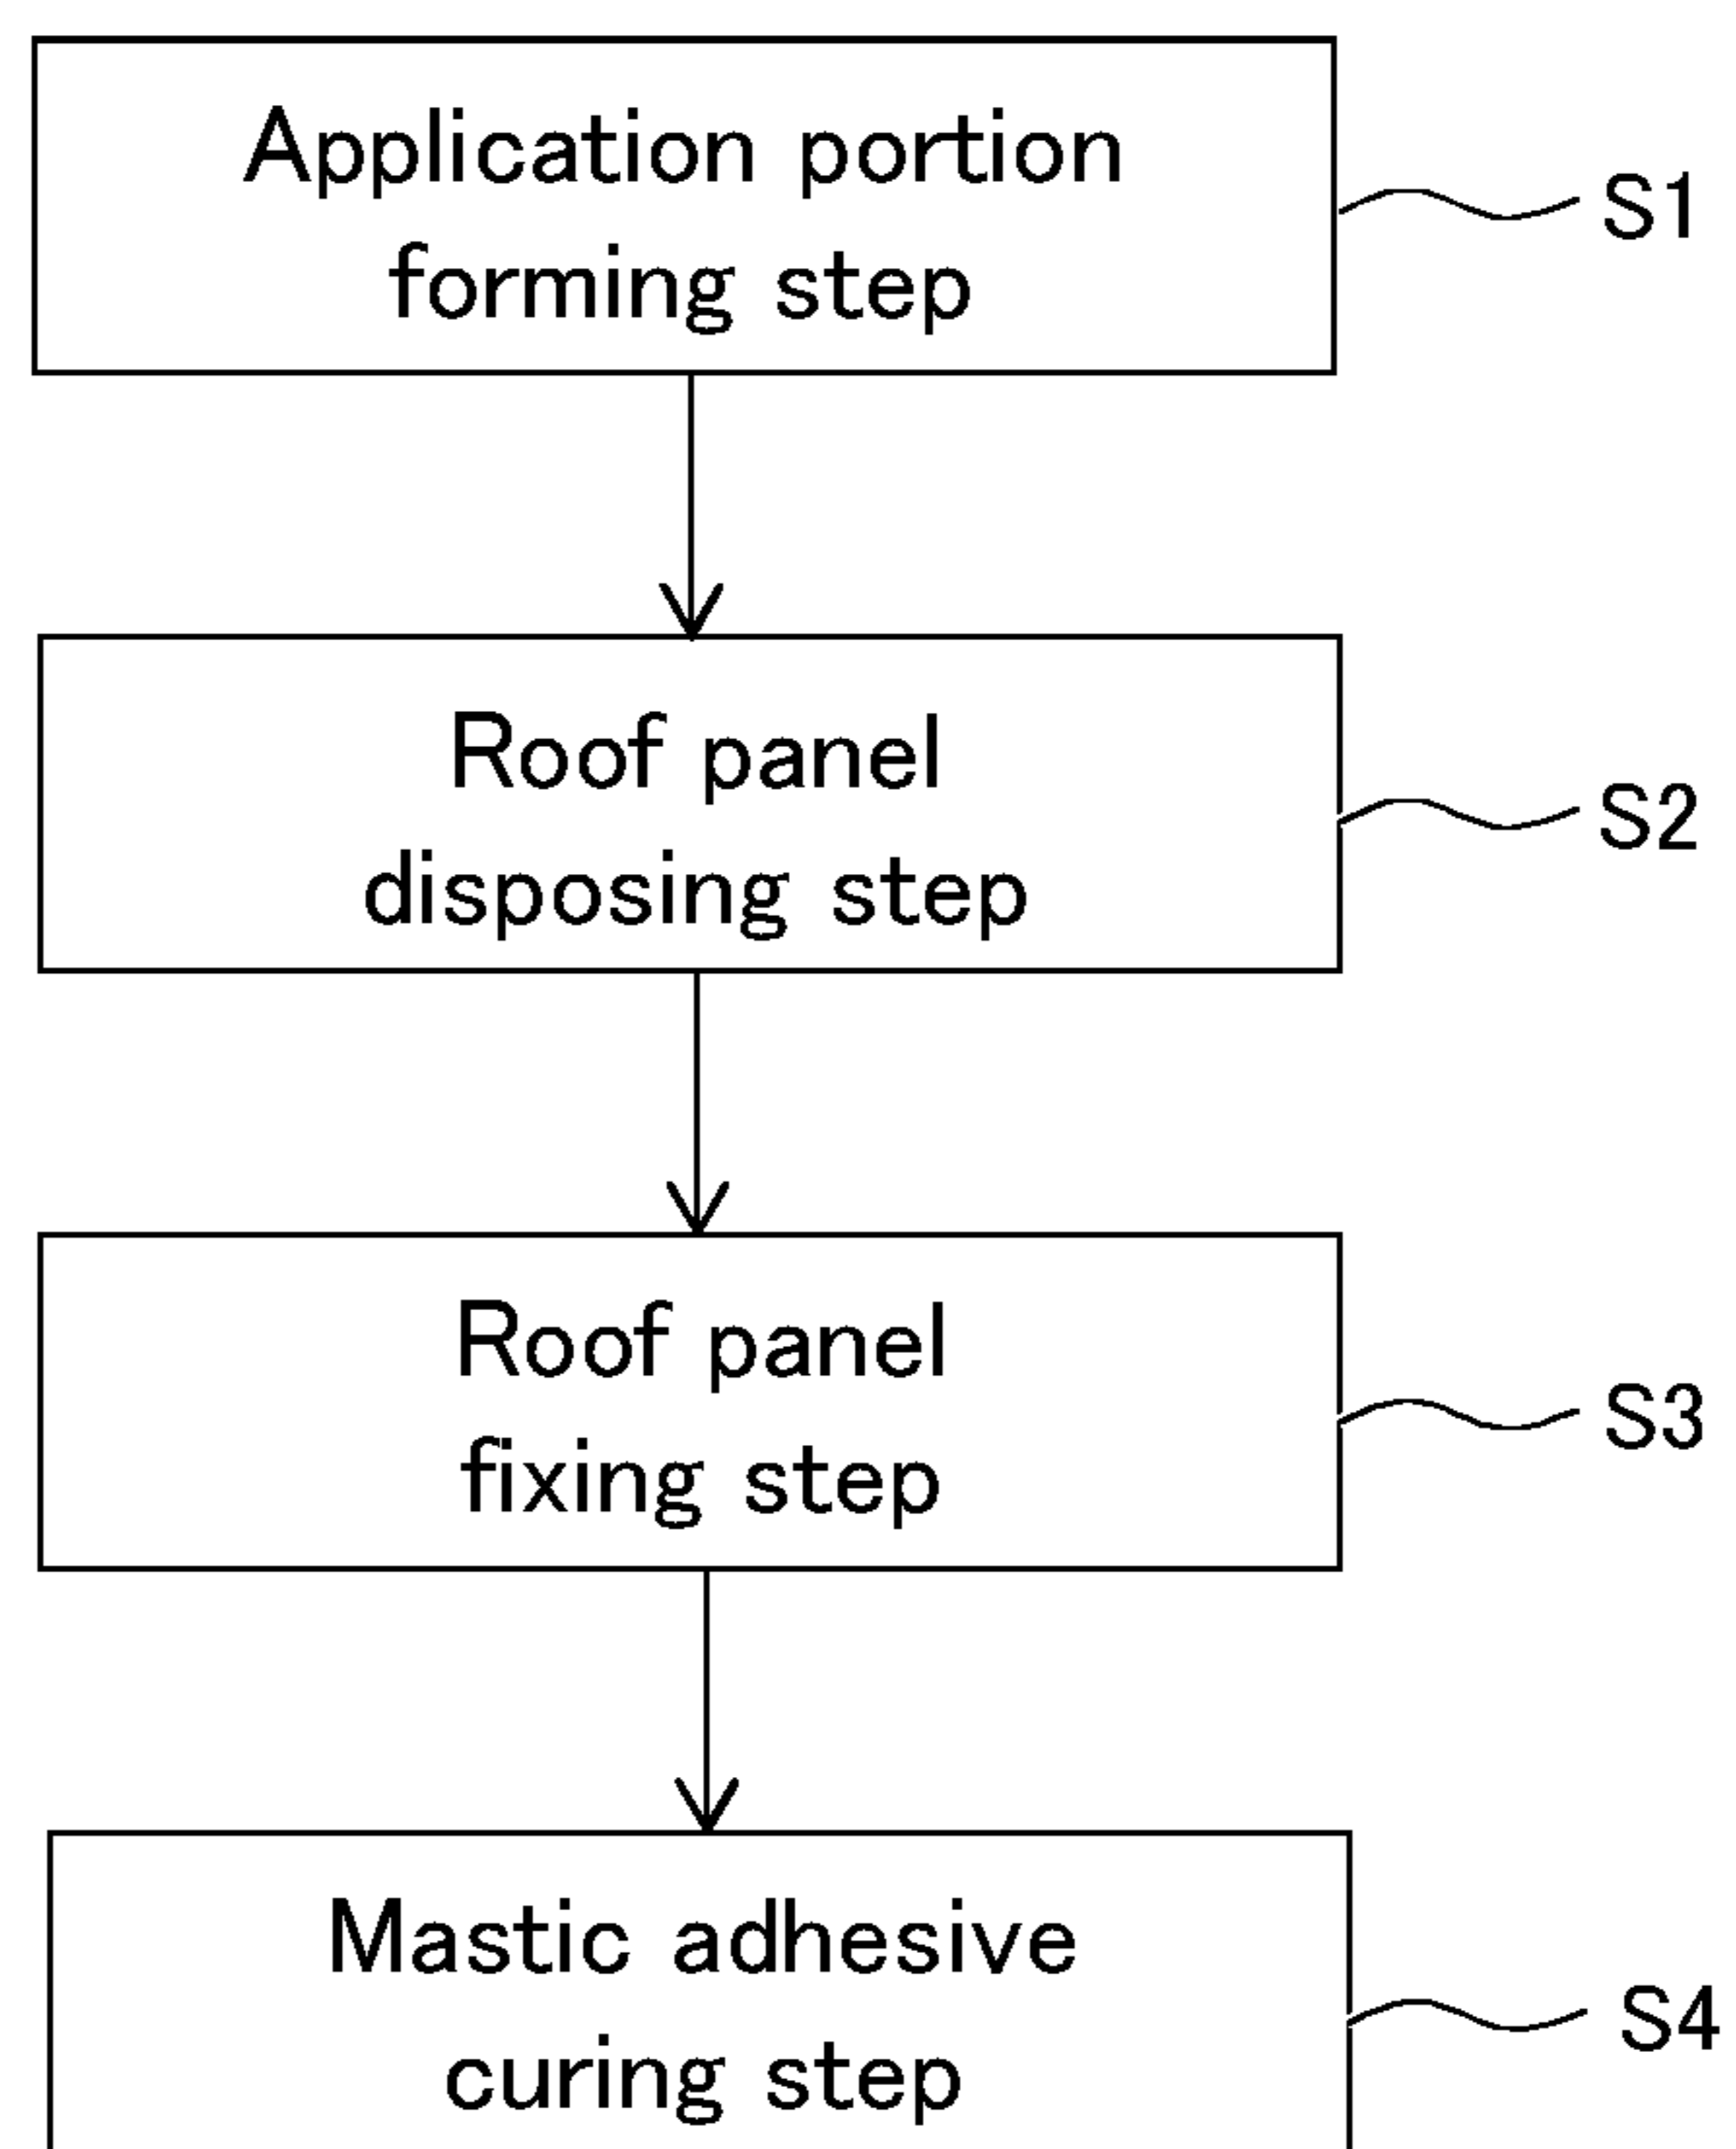 Application portion
forming step
S1
Roof panel
disposing step
S2
Roof panel
fixing step
S3
Mastic adhesive
curing step
S4